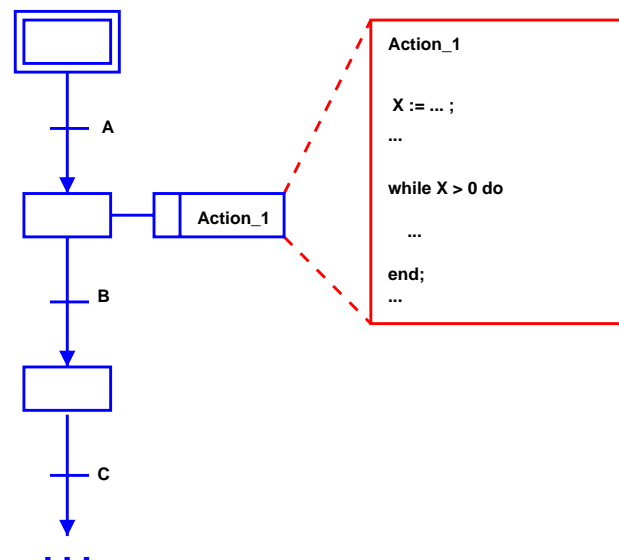 A
Action_1
B
C
Action_1
X := ... ;
...
while X > 0 do
...
end;
...